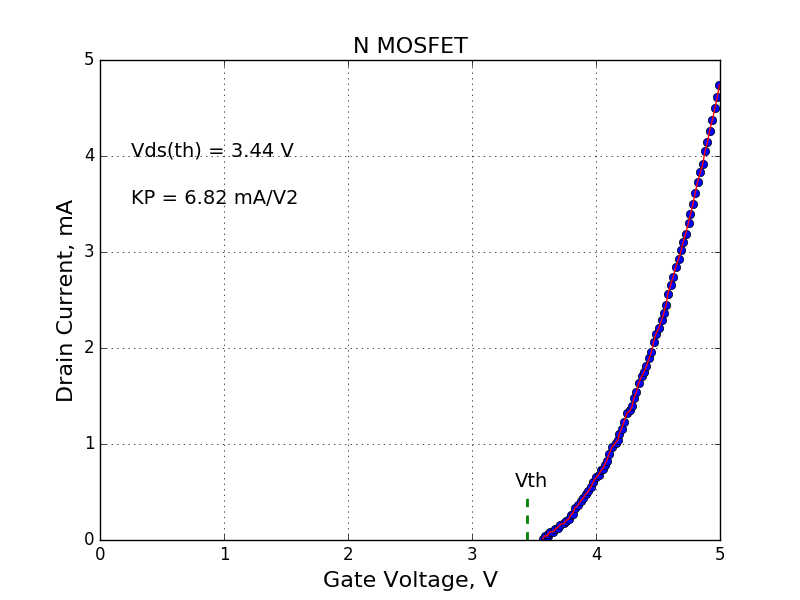 N MOSFET
5
4
3
2
1
0
Drain Current, mA
Vds(th) = 3.44 V
KP = 6.82 mA/V2
Vth
0 1 2 3 4 5
Gate Voltage, V